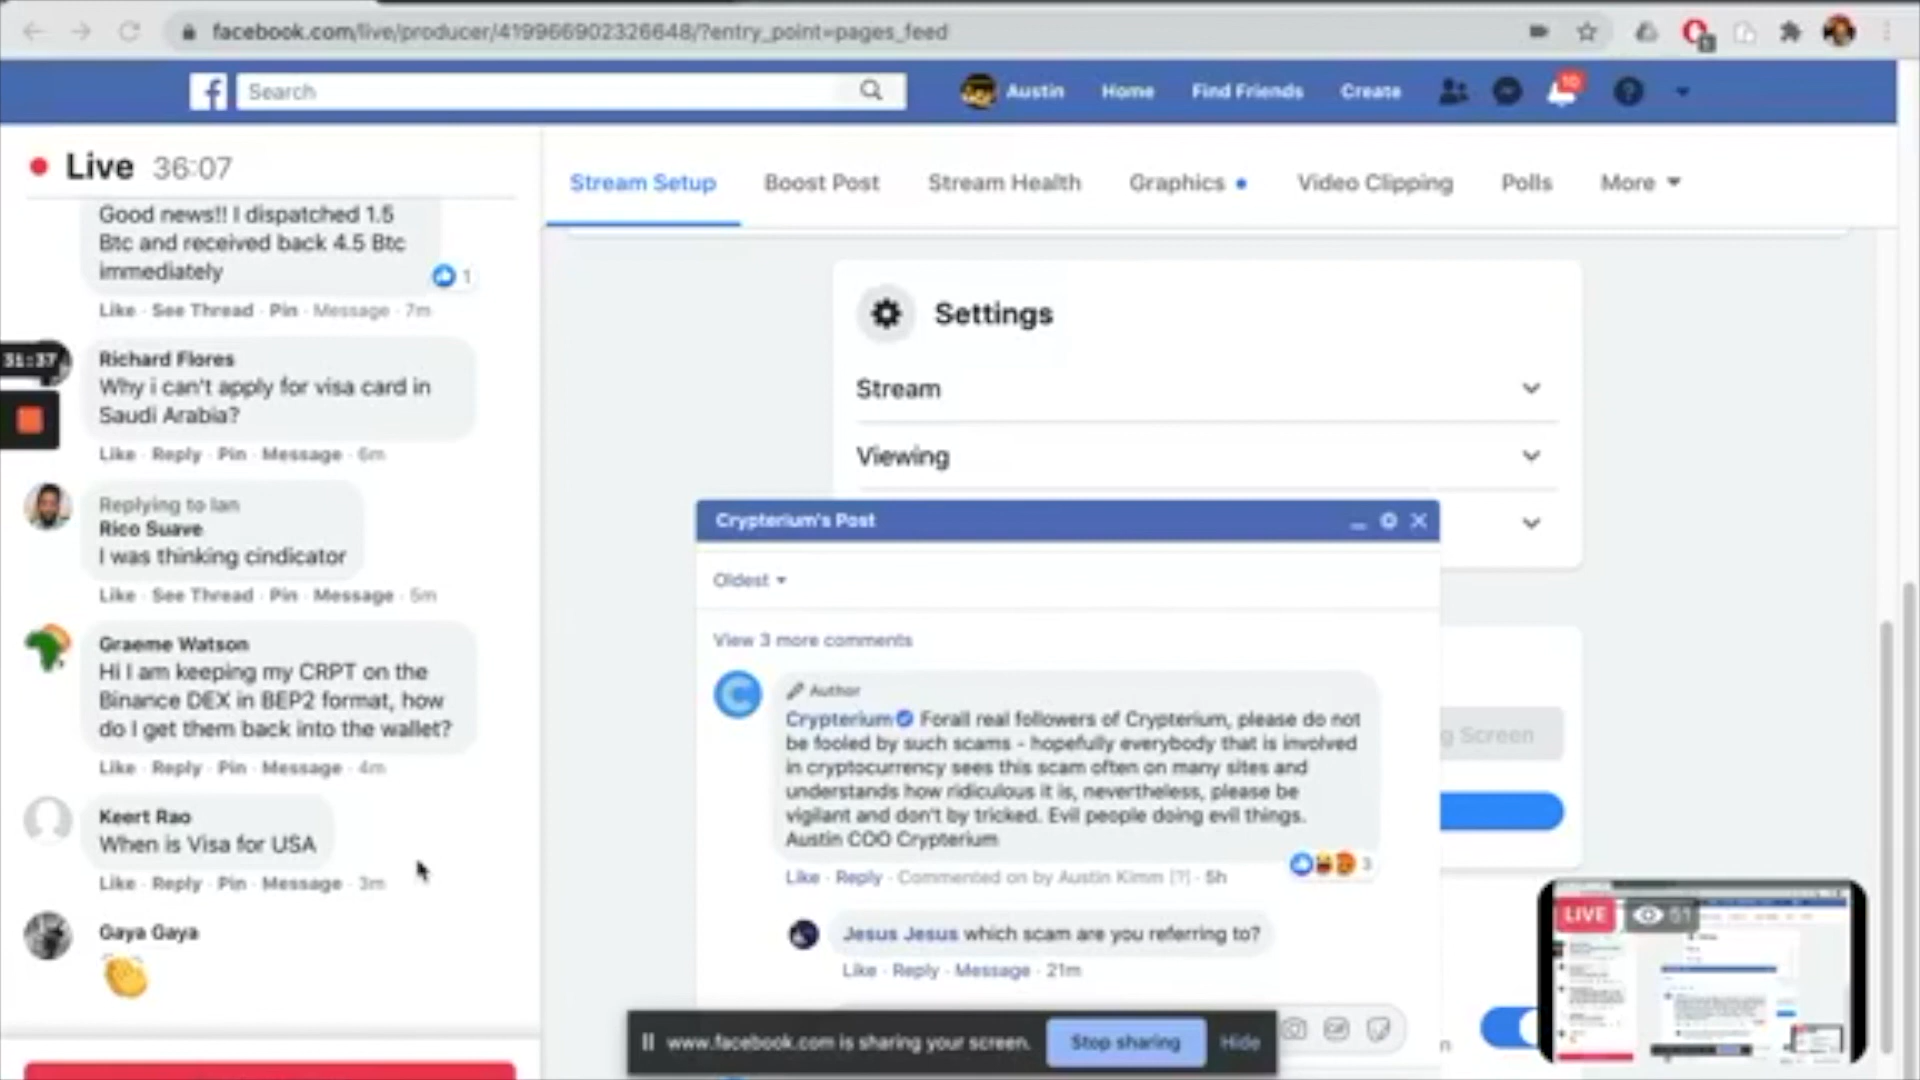 facebook.com/live/producer/419966902326648/?entry_point=pages_feed
Search
Austin
Home
Find Friends
Create
10
Live 36:07
Stream Setup
Boost Post
Stream Health
Graphics
Video Clipping
Polls
More
Good news!! I dispatched 1.5
Btc and received back 4.5 Btc
immediately
1
Like · See Thread · Pin · Message · 7m
31:37
Richard Flores
Why i can't apply for visa card in
Saudi Arabia?
Like · Reply · Pin · Message · 6m
Replying to Ian
Rico Suave
I was thinking cindicator
Like · See Thread · Pin · Message · 5m
Graeme Watson
Hi I am keeping my CRPT on the
Binance DEX in BEP2 format, how
do I get them back into the wallet?
Like · Reply · Pin · Message · 4m
Keert Rao
When is Visa for USA
Like · Reply · Pin · Message · 3m
Gaya Gaya
Settings
Stream
Viewing
Crypterium's Post
Oldest
View 3 more comments
Author
Crypterium Forall real followers of Crypterium, please do not
be fooled by such scams - hopefully everybody that is involved
in cryptocurrency sees this scam often on many sites and
understands how ridiculous it is, nevertheless, please be
vigilant and don't by tricked. Evil people doing evil things.
Austin COO Crypterium
3
Like · Reply · Commented on by Austin Kimm [?] · 5h
Jesus Jesus which scam are you referring to?
Like · Reply · Message · 21m
g Screen
LIVE 51
www.facebook.com is sharing your screen.
Stop sharing
Hide